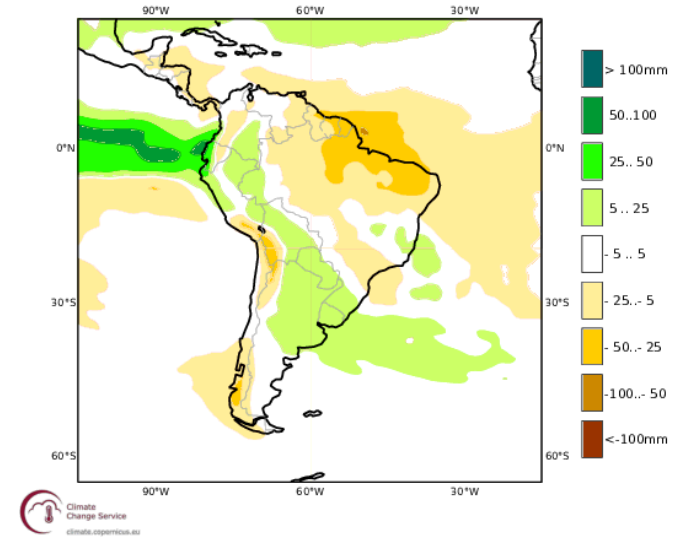 90°W 60°W 30°W
> 100mm
50..100
0°N 0°N
25.. 50
5 .. 25
- 5 .. 5
30°S 30°S
- 25..- 5
- 50..- 25
-100..- 50
<-100mm
60°S 60°S
90°W 60°W 30°W
Climate
Change Service
climate.copernicus.eu